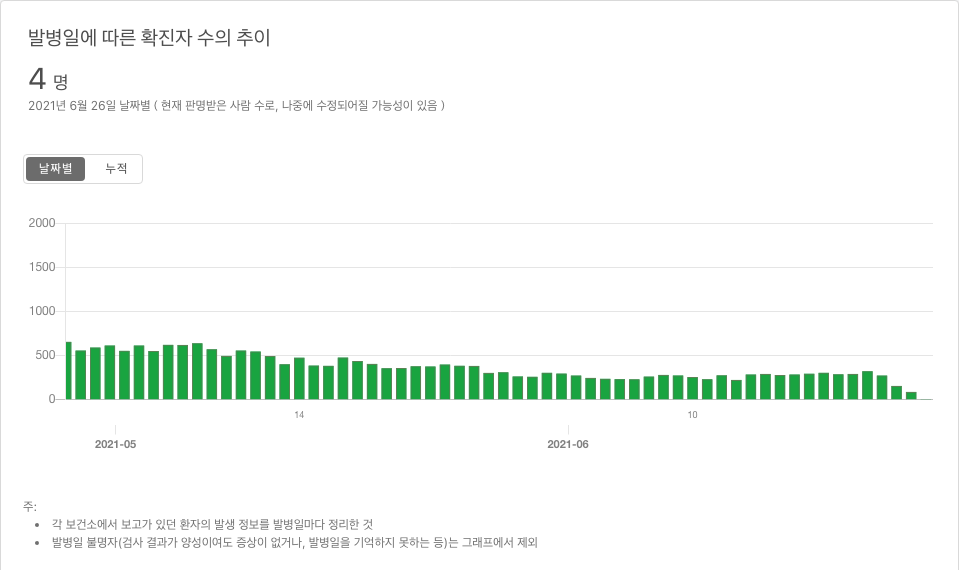 발병일에 따른 확진자 수의 추이
4 명
2021년 6월 26일 날짜별 ( 현재 판명받은 사람 수로, 나중에 수정되어질 가능성이 있음 )
날짜별 누적
2000
1500
1000
500
0
14 10
2021-05 2021-06
주:
• 각 보건소에서 보고가 있던 환자의 발생 정보를 발병일마다 정리한 것
• 발병일 불명자(검사 결과가 양성이여도 증상이 없거나, 발병일을 기억하지 못하는 등)는 그래프에서 제외